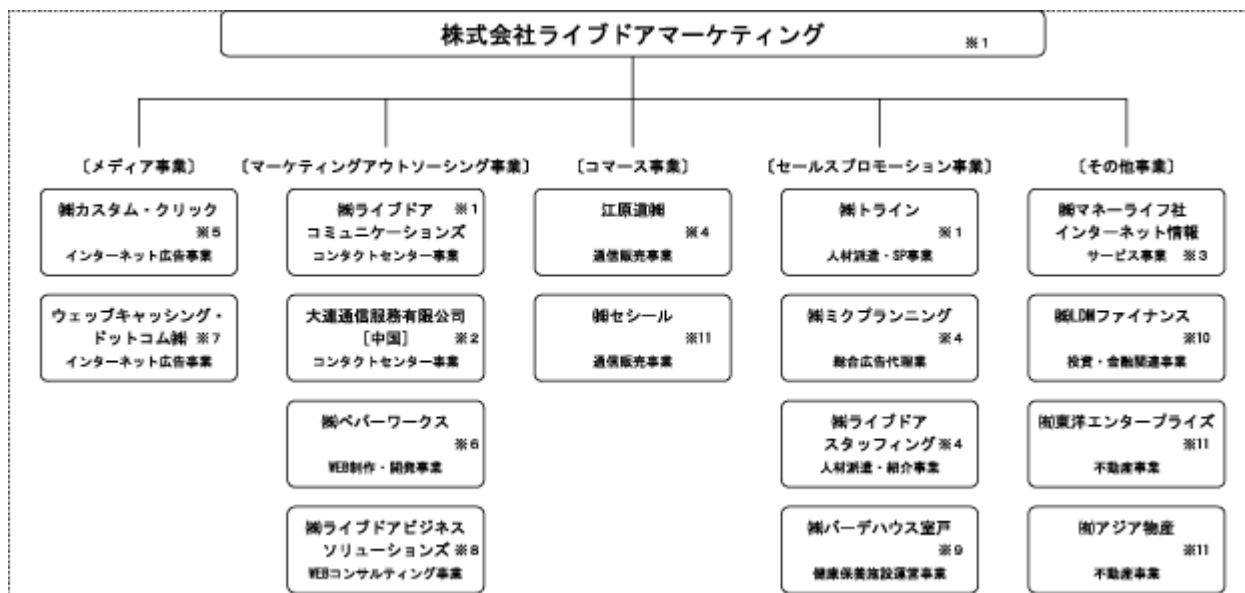 株式会社ライブドアマーケティング ※1
〔メディア事業〕
㈱カスタム・クリック
※5
インターネット広告事業
ウェッブキャッシング・
ドットコム㈱ ※7
インターネット広告事業
〔マーケティングアウトソーシング事業〕
㈱ライブドア ※1
コミュニケーションズ
コンタクトセンター事業
大連通信服務有限公司
[中国] ※2
コンタクトセンター事業
㈱ペパーワークス
※6
WEB制作・開発事業
㈱ライブドアビジネス
ソリューションズ ※8
WEBコンサルティング事業
〔コマース事業〕
江原道㈱
※4
通信販売事業
㈱セシール
※11
通信販売事業
〔セールスプロモーション事業〕
㈱トライン
※1
人材派遣・SP事業
㈱ミクプランニング
※4
総合広告代理業
㈱ライブドア
スタッフィング※4
人材派遣・紹介事業
㈱バーデハウス室戸
※9
健康保養施設運営事業
〔その他事業〕
㈱マネーライフ社
インターネット情報
サービス事業 ※3
㈱LDMファイナンス
※10
投資・金融関連事業
㈲東洋エンタープライズ
※11
不動産事業
㈲アジア物産
※11
不動産事業